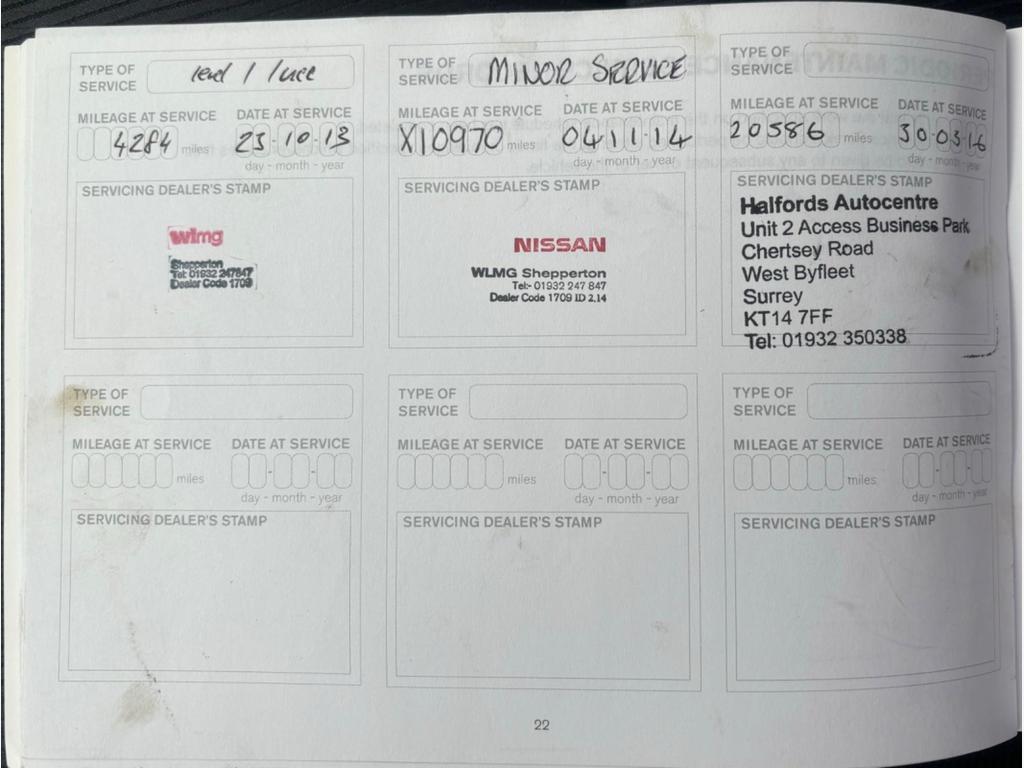 TYPE OF SERVICE level 1
MILEAGE AT SERVICE DATE AT SERVICE
4284 miles 23-10-13
day - month - year
SERVICING DEALER'S STAMP
wlmg
Shepperton
Tel: 01932 247847
Dealer Code 1709
TYPE OF SERVICE MINOR SERVICE
MILEAGE AT SERVICE DATE AT SERVICE
X10970 miles 04-11-14
day - month - year
SERVICING DEALER'S STAMP
NISSAN
WLMG Shepperton
Tel:- 01932 247 847
Dealer Code 1709 ID 2.14
TYPE OF SERVICE
MILEAGE AT SERVICE DATE AT SERVICE
20586 miles 30-03-16
day - month - year
SERVICING DEALER'S STAMP
Halfords Autocentre
Unit 2 Access Business Park
Chertsey Road
West Byfleet
Surrey
KT14 7FF
Tel: 01932 350338
TYPE OF SERVICE
MILEAGE AT SERVICE DATE AT SERVICE
miles
day - month - year
SERVICING DEALER'S STAMP
TYPE OF SERVICE
MILEAGE AT SERVICE DATE AT SERVICE
miles
day - month - year
SERVICING DEALER'S STAMP
TYPE OF SERVICE
MILEAGE AT SERVICE DATE AT SERVICE
miles
day - month - year
SERVICING DEALER'S STAMP
22